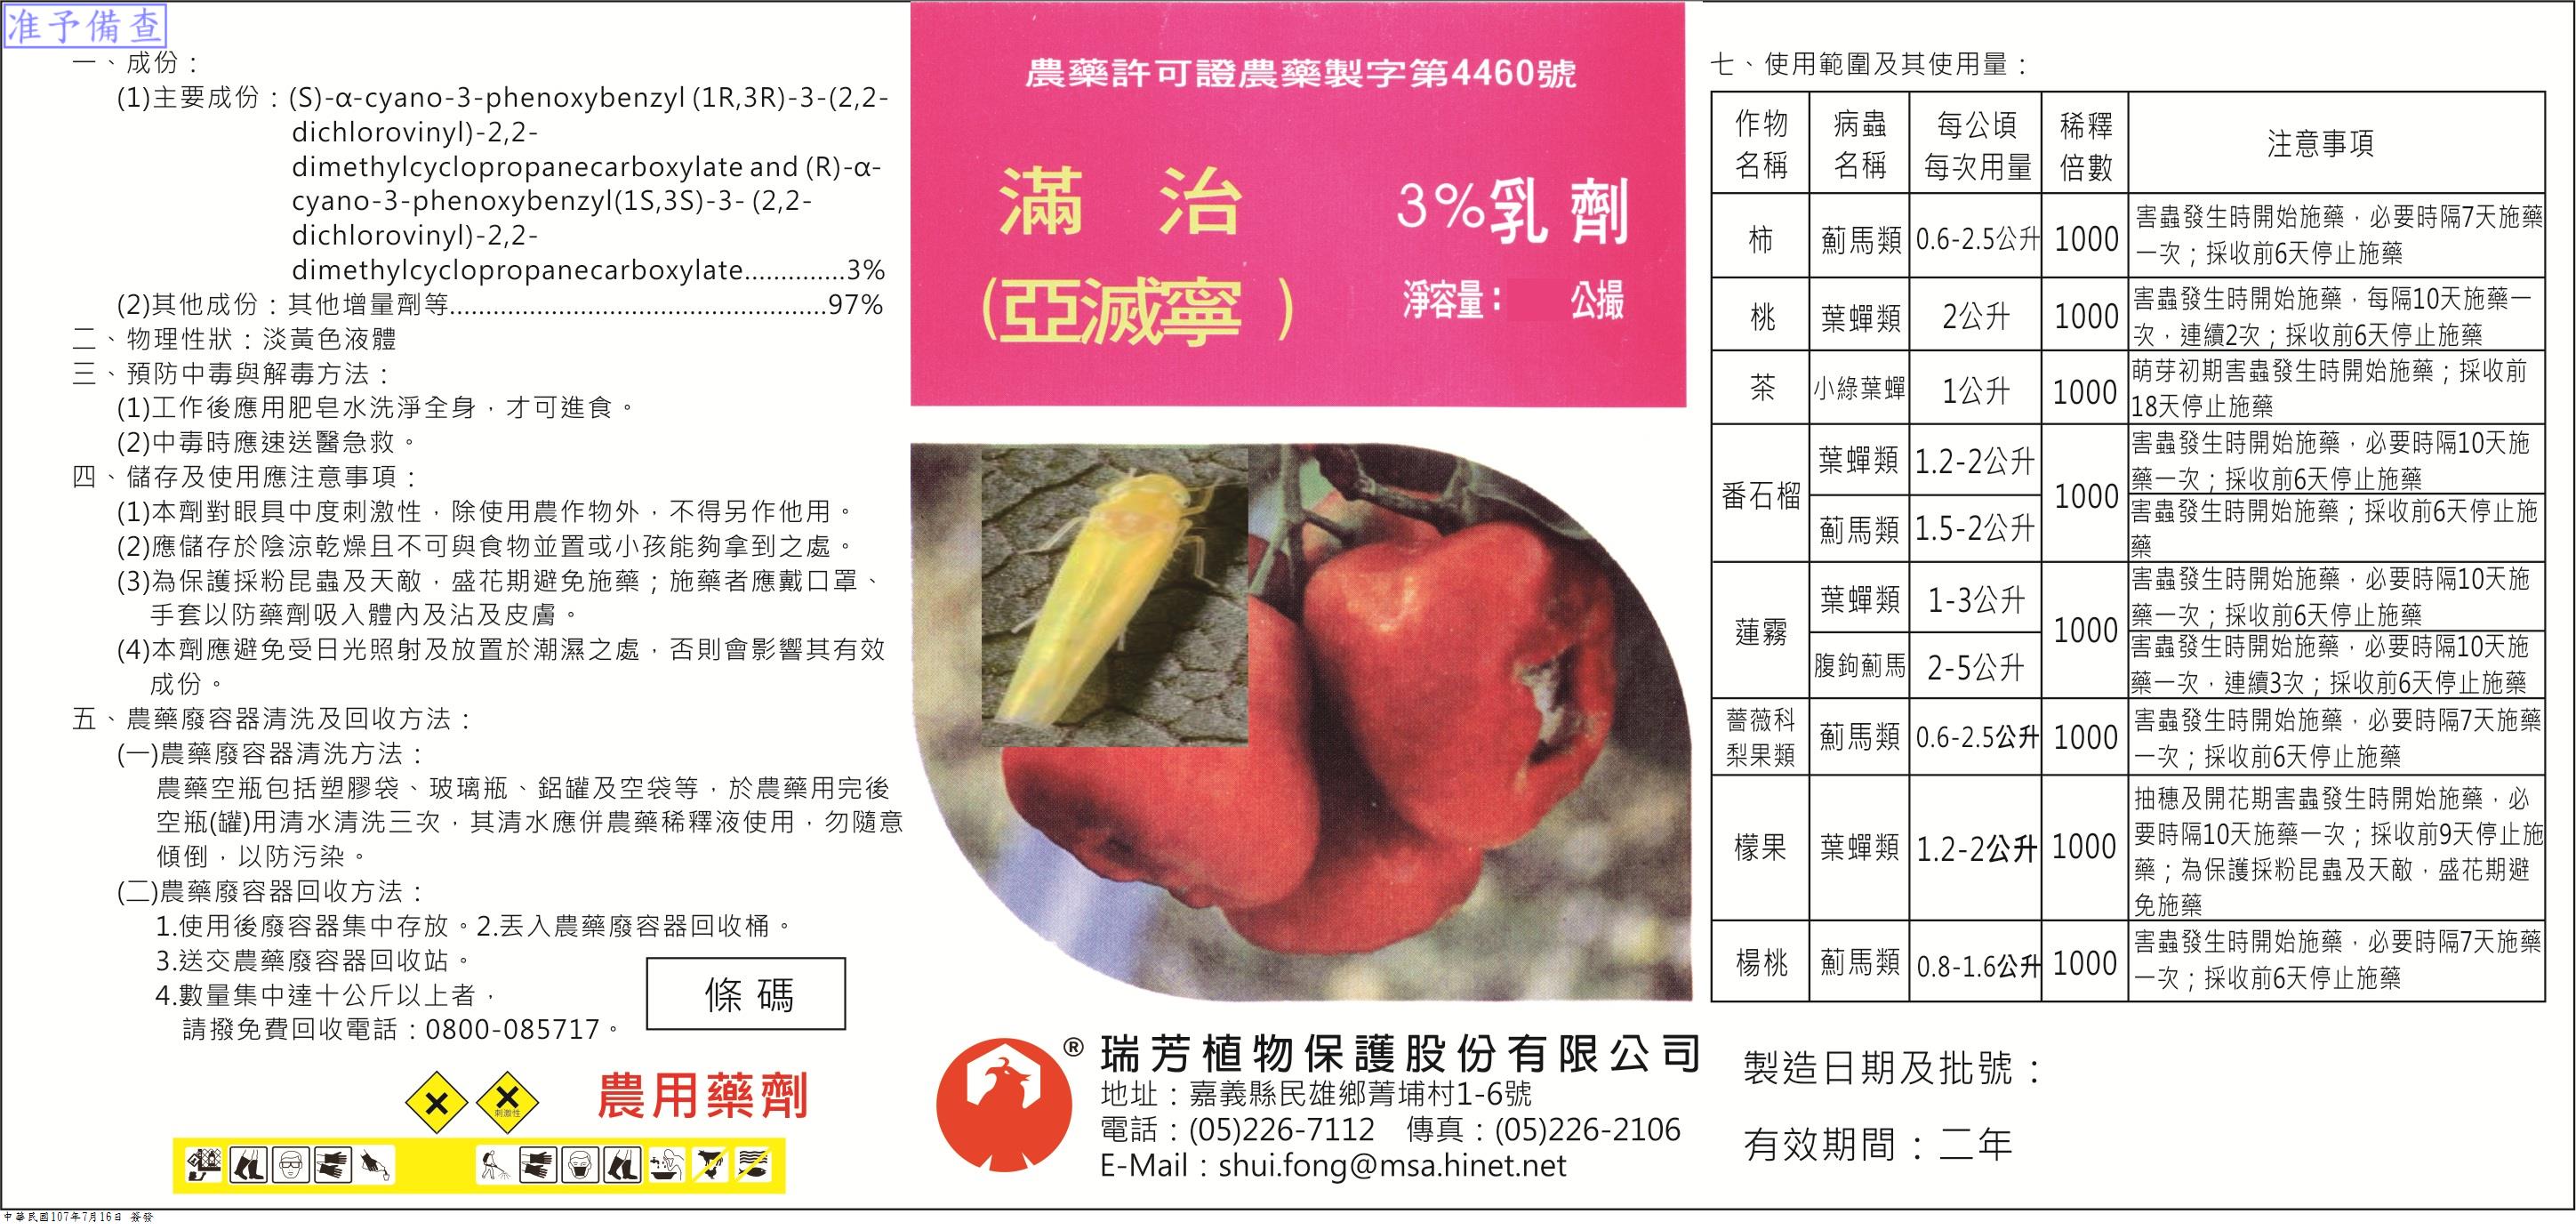 准予備查
一、成份：
(1)主要成份：(S)-α-cyano-3-phenoxybenzyl (1R,3R)-3-(2,2-
dichlorovinyl)-2,2-
dimethylcyclopropanecarboxylate and (R)-α-
cyano-3-phenoxybenzyl(1S,3S)-3- (2,2-
dichlorovinyl)-2,2-
dimethylcyclopropanecarboxylate..............3%
(2)其他成份：其他增量劑等....................................................97%
二、物理性狀：淡黃色液體
三、預防中毒與解毒方法：
(1)工作後應用肥皂水洗淨全身，才可進食。
(2)中毒時應速送醫急救。
四、儲存及使用應注意事項：
(1)本劑對眼具中度刺激性，除使用農作物外，不得另作他用。
(2)應儲存於陰涼乾燥且不可與食物並置或小孩能夠拿到之處。
(3)為保護採粉昆蟲及天敵，盛花期避免施藥；施藥者應戴口罩、
手套以防藥劑吸入體內及沾及皮膚。
(4)本劑應避免受日光照射及放置於潮濕之處，否則會影響其有效
成份。
五、農藥廢容器清洗及回收方法：
(一)農藥廢容器清洗方法：
農藥空瓶包括塑膠袋、玻璃瓶、鋁罐及空袋等，於農藥用完後
空瓶(罐)用清水清洗三次，其清水應併農藥稀釋液使用，勿隨意
傾倒，以防污染。
(二)農藥廢容器回收方法：
1.使用後廢容器集中存放。2.丟入農藥廢容器回收桶。
3.送交農藥廢容器回收站。
4.數量集中達十公斤以上者，
請撥免費回收電話：0800-085717。
條碼
刺激性
農用藥劑
農藥許可證農藥製字第4460號
滿 治 3%乳劑
(亞滅寧) 淨容量： 公撮
® 瑞芳植物保護股份有限公司
地址：嘉義縣民雄鄉菁埔村1-6號
電話：(05)226-7112 傳真：(05)226-2106
E-Mail：shui.fong@msa.hinet.net
七、使用範圍及其使用量：
作物 病蟲 每公頃 稀釋 注意事項
名稱 名稱 每次用量 倍數
柿 薊馬類 0.6-2.5公升 1000 害蟲發生時開始施藥，必要時隔7天施藥
一次；採收前6天停止施藥
桃 葉蟬類 2公升 1000 害蟲發生時開始施藥，每隔10天施藥一
次，連續2次；採收前6天停止施藥
茶 小綠葉蟬 1公升 1000 萌芽初期害蟲發生時開始施藥；採收前
18天停止施藥
番石榴 葉蟬類 1.2-2公升 1000 害蟲發生時開始施藥，必要時隔10天施
藥一次；採收前6天停止施藥
薊馬類 1.5-2公升 害蟲發生時開始施藥；採收前6天停止施
藥
蓮霧 葉蟬類 1-3公升 1000 害蟲發生時開始施藥，必要時隔10天施
藥一次；採收前6天停止施藥
腹鉤薊馬 2-5公升 害蟲發生時開始施藥，必要時隔10天施
藥一次，連續3次；採收前6天停止施藥
薔薇科
梨果類 薊馬類 0.6-2.5公升 1000 害蟲發生時開始施藥，必要時隔7天施藥
一次；採收前6天停止施藥
檬果 葉蟬類 1.2-2公升 1000 抽穗及開花期害蟲發生時開始施藥，必
要時隔10天施藥一次；採收前9天停止施
藥；為保護採粉昆蟲及天敵，盛花期避
免施藥
楊桃 薊馬類 0.8-1.6公升 1000 害蟲發生時開始施藥，必要時隔7天施藥
一次；採收前6天停止施藥
製造日期及批號：
有效期間：二年
中華民國107年7月16日 簽發